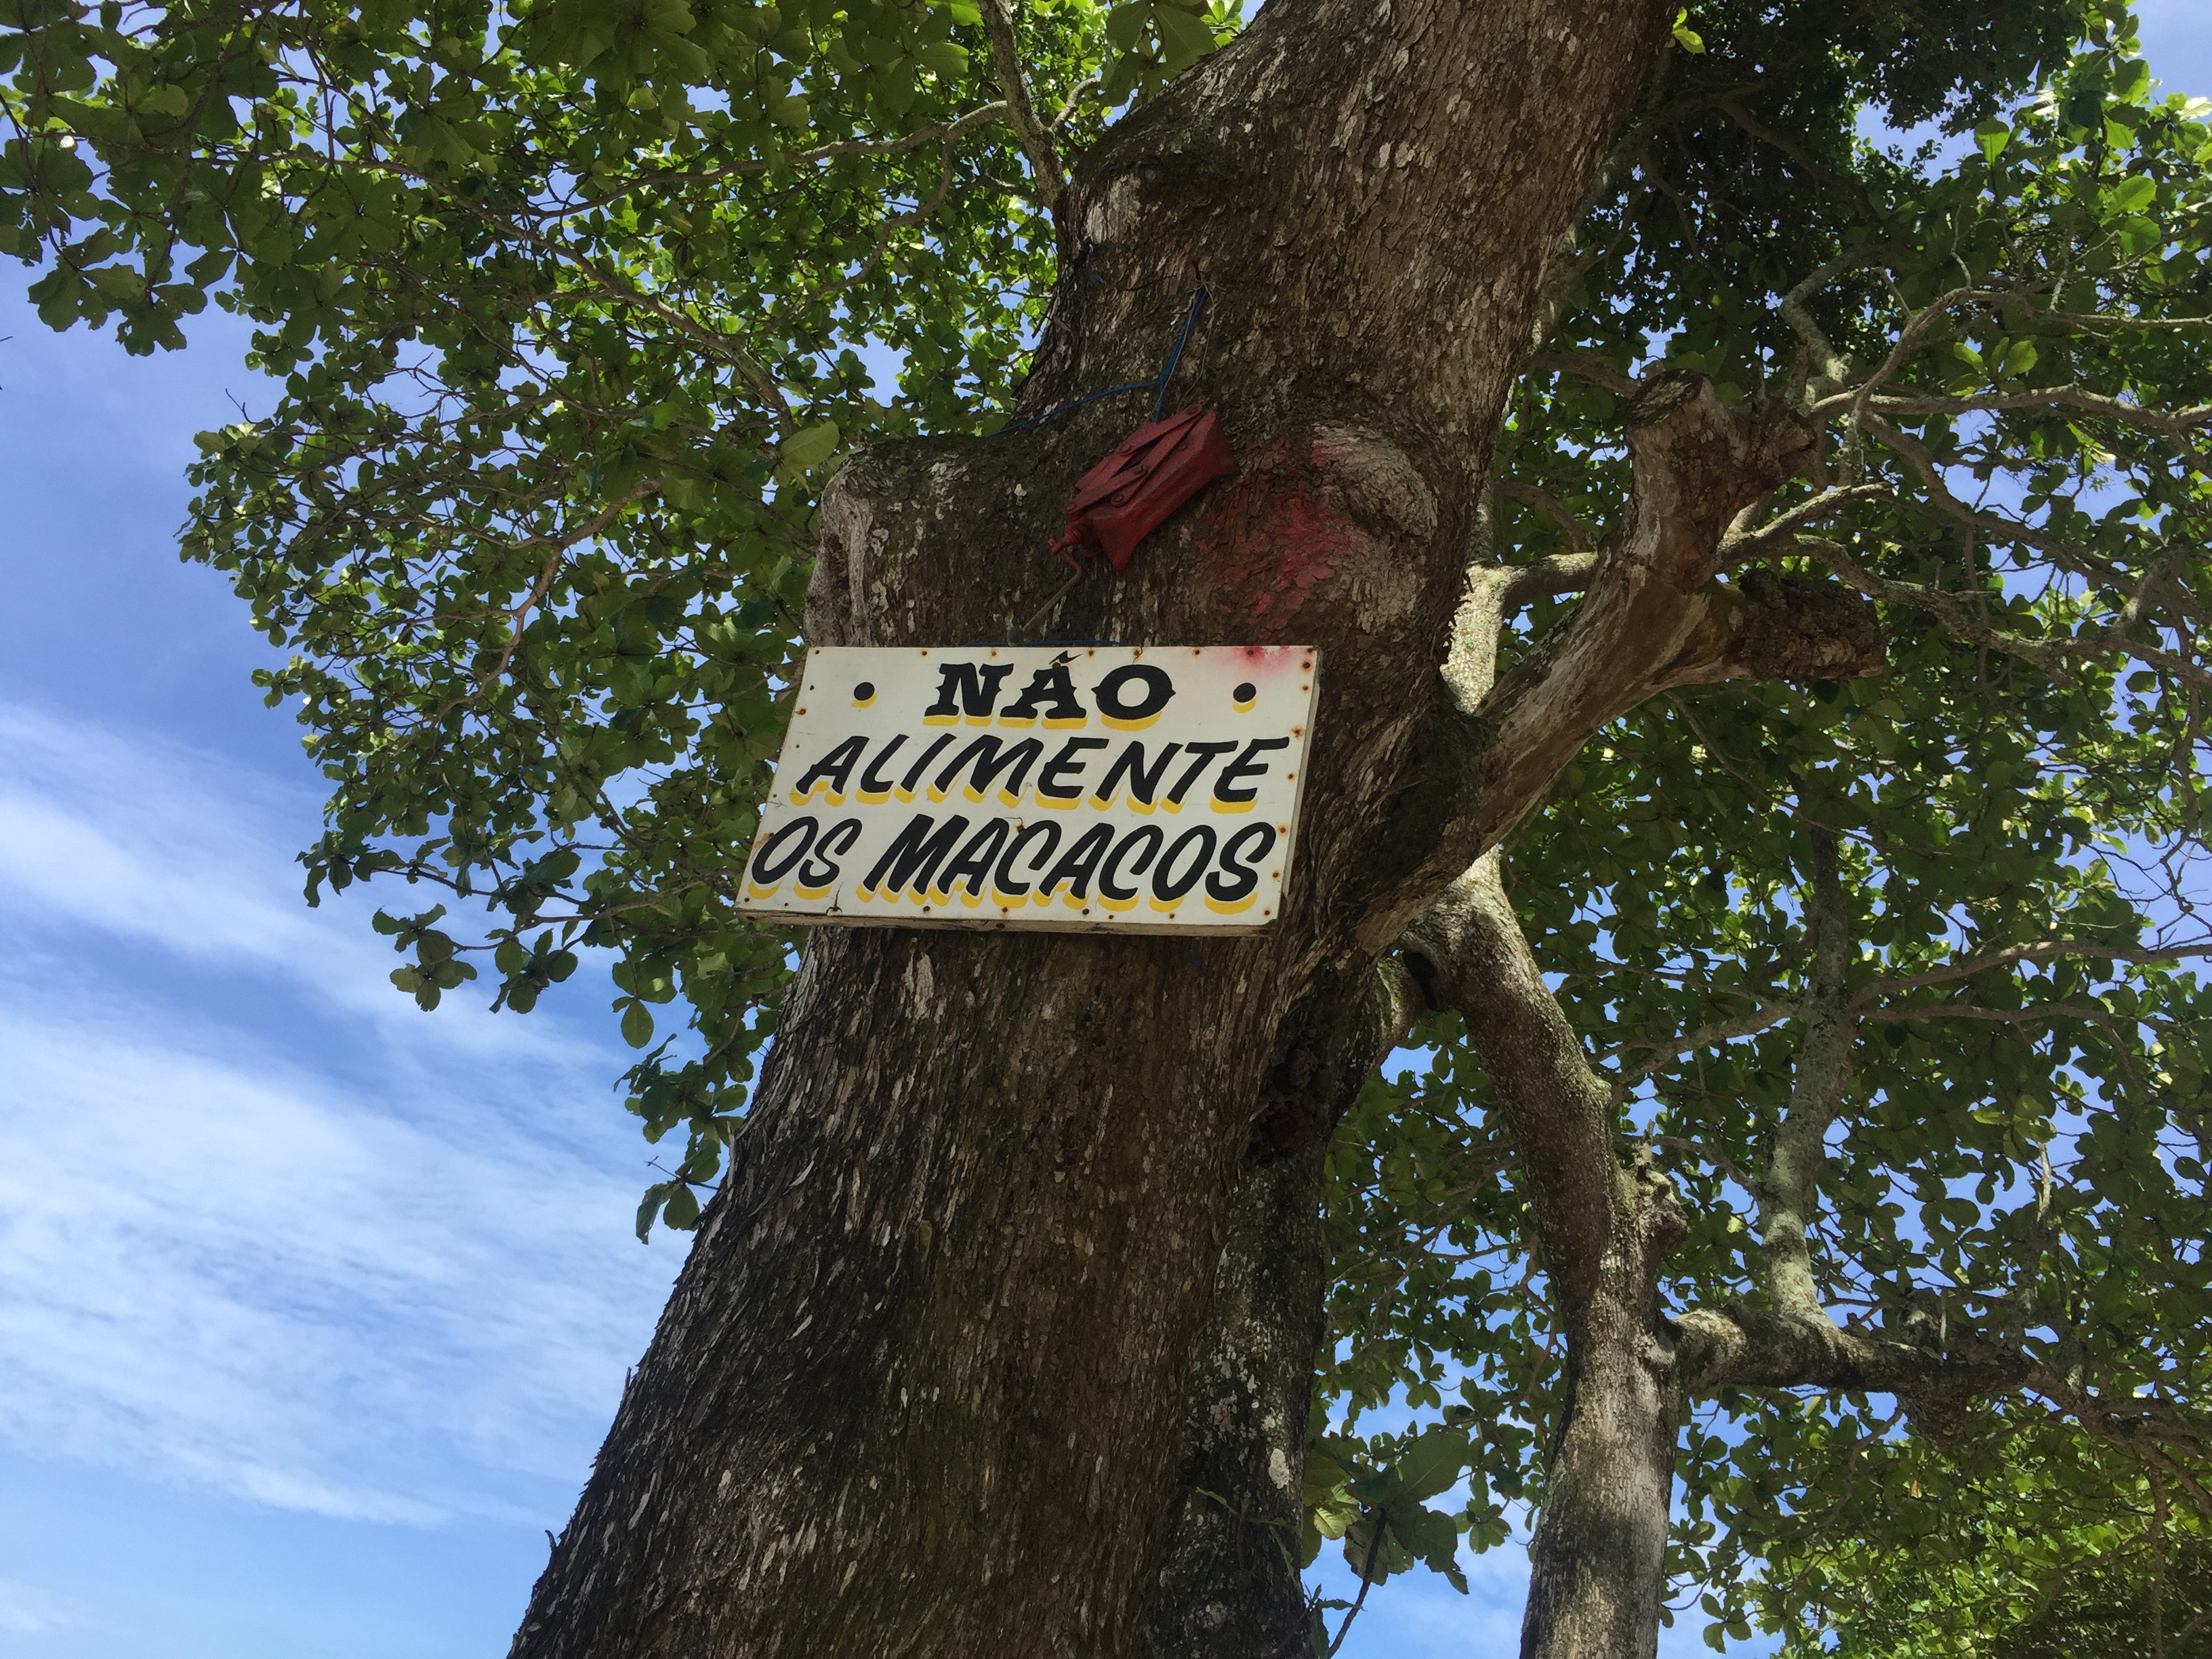 • NÃO •
ALIMENTE
OS MACACOS